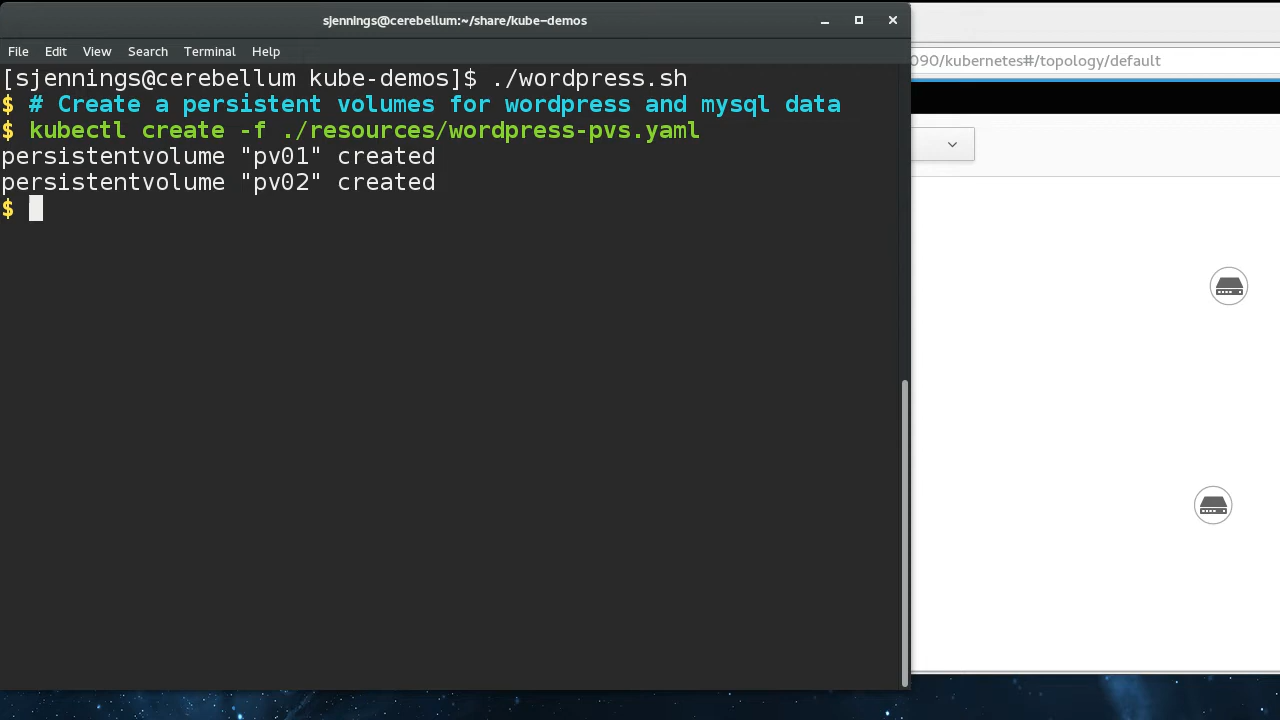 sjennings@cerebellum:~/share/kube-demos
File Edit View Search Terminal Help
[sjennings@cerebellum kube-demos]$ ./wordpress.sh
$ # Create a persistent volumes for wordpress and mysql data
$ kubectl create -f ./resources/wordpress-pvs.yaml
persistentvolume "pv01" created
persistentvolume "pv02" created
$
090/kubernetes#/topology/default